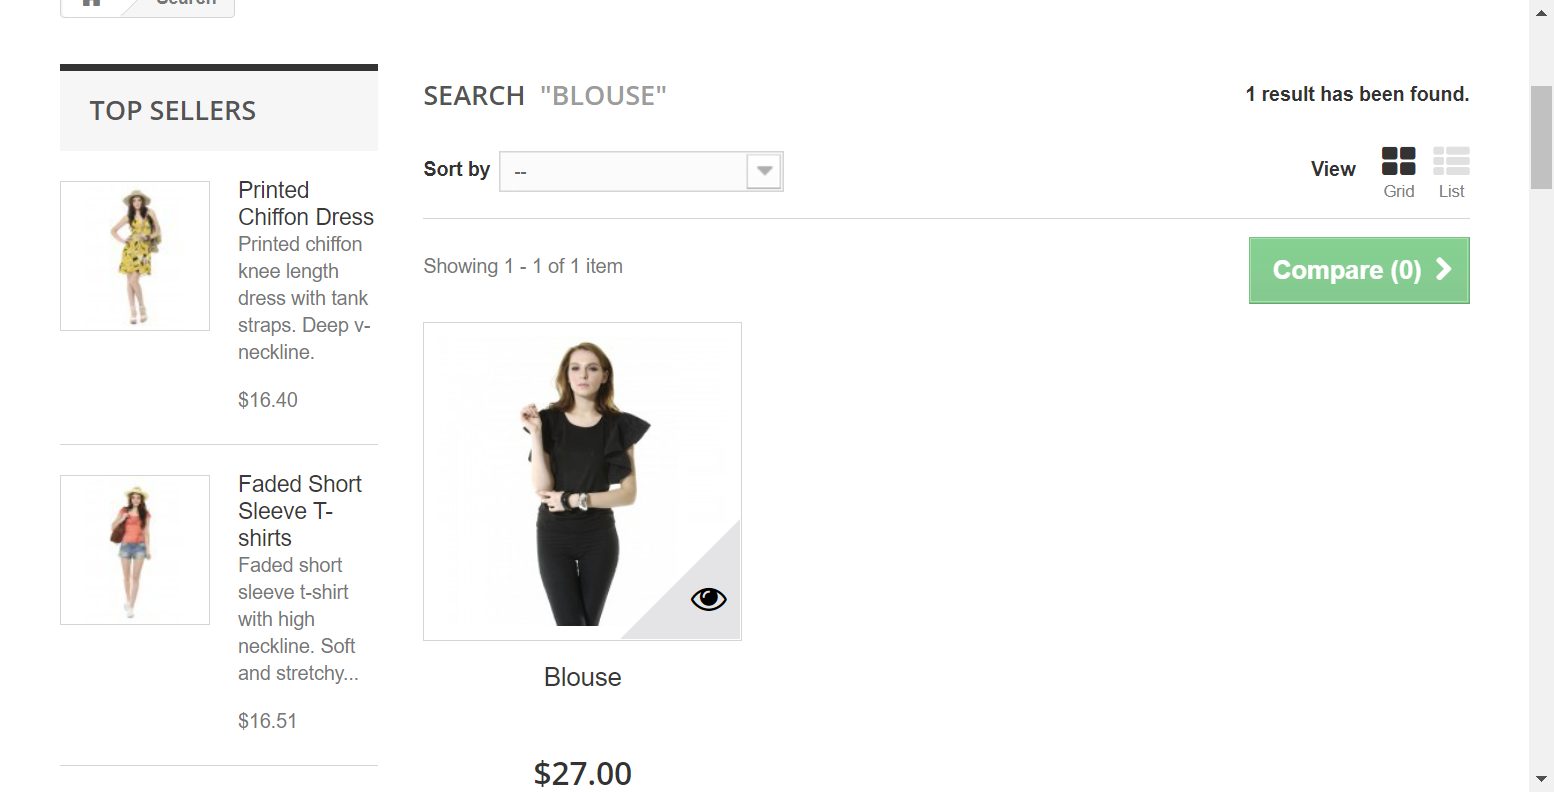 Search
TOP SELLERS
Printed
Chiffon Dress
Printed chiffon
knee length
dress with tank
straps. Deep v-
neckline.
$16.40
Faded Short
Sleeve T-
shirts
Faded short
sleeve t-shirt
with high
neckline. Soft
and stretchy...
$16.51
SEARCH "BLOUSE"
1 result has been found.
Sort by --
View
Grid
List
Showing 1 - 1 of 1 item
Compare (0)
Blouse
$27.00